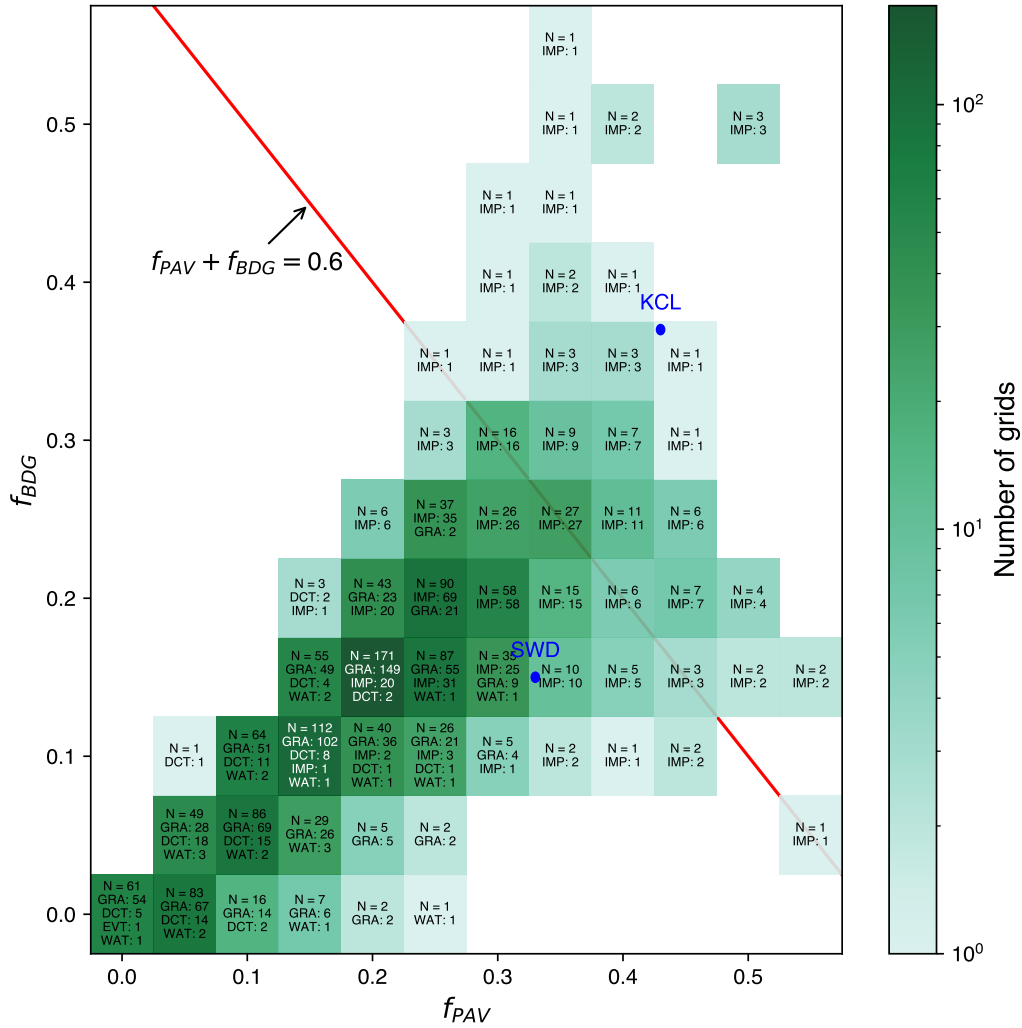 N = 1
IMP: 1
0.5
N = 1
IMP: 1
N = 2
IMP: 2
N = 3
IMP: 3
10²
N = 1
IMP: 1
N = 1
IMP: 1
f_PAV + f_BDG = 0.6
0.4
N = 1
IMP: 1
N = 2
IMP: 2
N = 1
IMP: 1
KCL
N = 1
IMP: 1
N = 1
IMP: 1
N = 3
IMP: 3
N = 3
IMP: 3
N = 1
IMP: 1
0.3
N = 3
IMP: 3
N = 16
IMP: 16
N = 9
IMP: 9
N = 7
IMP: 7
N = 1
IMP: 1
f_BDG
N = 6
IMP: 6
N = 37
IMP: 35
GRA: 2
N = 26
IMP: 26
N = 27
IMP: 27
N = 11
IMP: 11
N = 6
IMP: 6
10¹
Number of grids
0.2
N = 3
DCT: 2
IMP: 1
N = 43
GRA: 23
IMP: 20
N = 90
IMP: 69
GRA: 21
N = 58
IMP: 58
N = 15
IMP: 15
N = 6
IMP: 6
N = 7
IMP: 7
N = 4
IMP: 4
SWD
N = 55
GRA: 49
DCT: 4
WAT: 2
N = 171
GRA: 149
IMP: 20
DCT: 2
N = 87
GRA: 55
IMP: 31
WAT: 1
N = 35
IMP: 25
GRA: 9
WAT: 1
N = 10
IMP: 10
N = 5
IMP: 5
N = 3
IMP: 3
N = 2
IMP: 2
N = 2
IMP: 2
0.1
N = 1
DCT: 1
N = 64
GRA: 51
DCT: 11
WAT: 2
N = 112
GRA: 102
DCT: 8
IMP: 1
WAT: 1
N = 40
GRA: 36
IMP: 2
DCT: 1
WAT: 1
N = 26
GRA: 21
IMP: 3
DCT: 1
WAT: 1
N = 5
GRA: 4
IMP: 1
N = 2
IMP: 2
N = 1
IMP: 1
N = 2
IMP: 2
N = 49
GRA: 28
DCT: 18
WAT: 3
N = 86
GRA: 69
DCT: 15
WAT: 2
N = 29
GRA: 26
WAT: 3
N = 5
GRA: 5
N = 2
GRA: 2
N = 1
IMP: 1
0.0
N = 61
GRA: 54
DCT: 5
EVT: 1
WAT: 1
N = 83
GRA: 67
DCT: 14
WAT: 2
N = 16
GRA: 14
DCT: 2
N = 7
GRA: 6
WAT: 1
N = 2
GRA: 2
N = 1
WAT: 1
10⁰
0.0 0.1 0.2 0.3 0.4 0.5
f_PAV